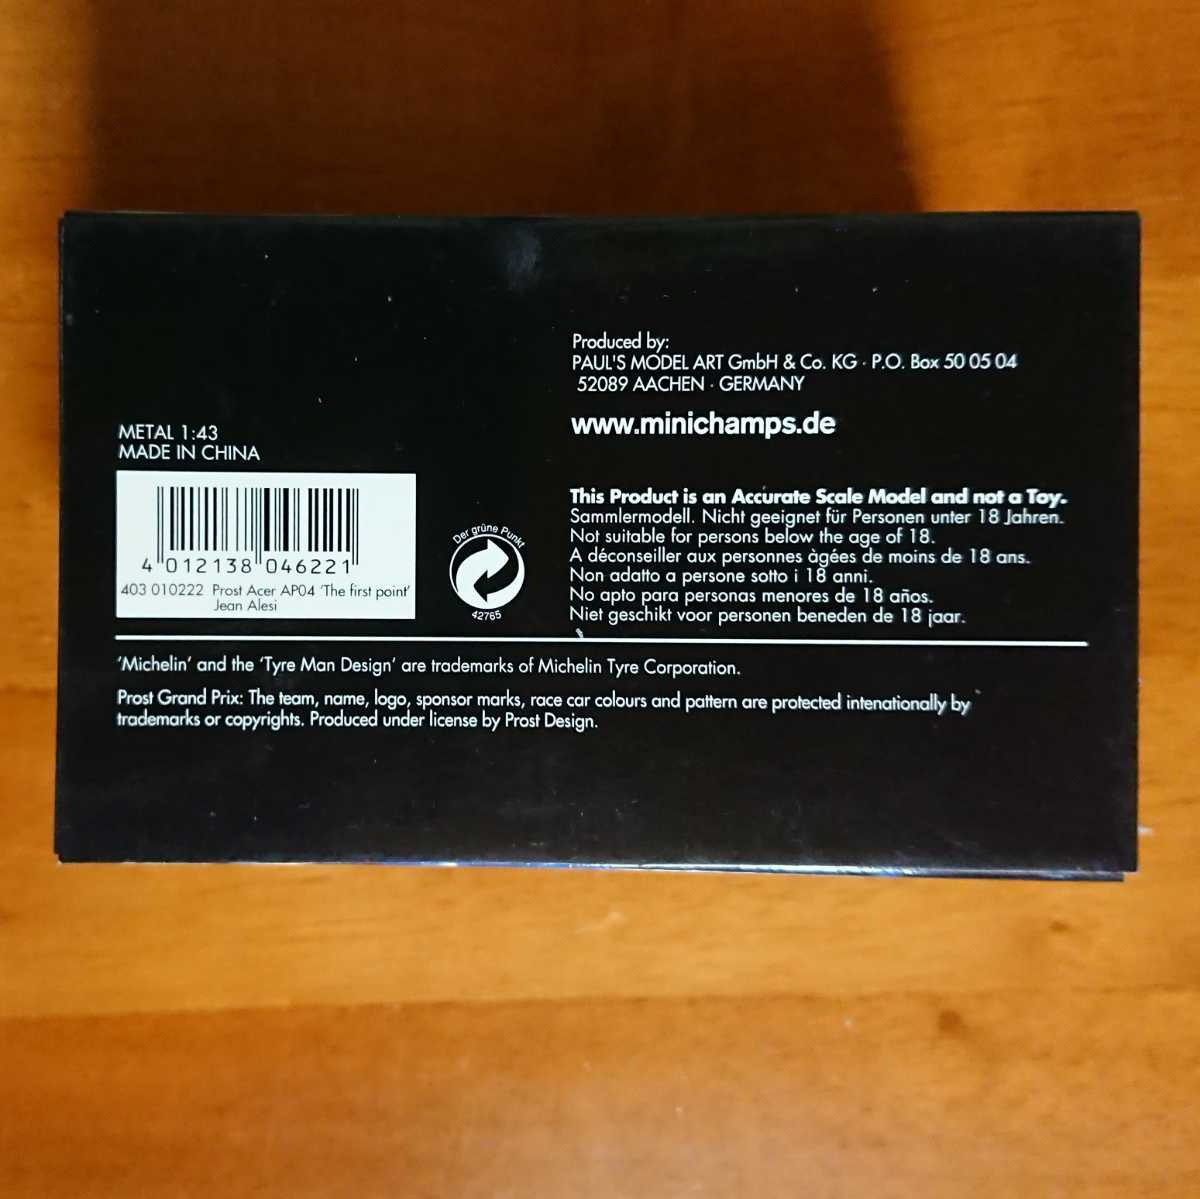 Produced by:
PAUL'S MODEL ART GmbH & Co. KG · P.O. Box 50 05 04
52089 AACHEN · GERMANY
www.minichamps.de
METAL 1:43
MADE IN CHINA
4 012138 046221
403 010222 Prost Acer AP04 'The first point'
Jean Alesi
Der grüne Punkt
42765
This Product is an Accurate Scale Model and not a Toy.
Sammlermodell. Nicht geeignet für Personen unter 18 Jahren.
Not suitable for persons below the age of 18.
A déconseiller aux personnes àgées de moins de 18 ans.
Non adatto a persone sotto i 18 anni.
No apto para personas menores de 18 años.
Niet geschikt voor personen beneden de 18 jaar.
'Michelin' and the 'Tyre Man Design' are trademarks of Michelin Tyre Corporation.
Prost Grand Prix: The team, name, logo, sponsor marks, race car colours and pattern are protected intenationally by
trademarks or copyrights. Produced under license by Prost Design.